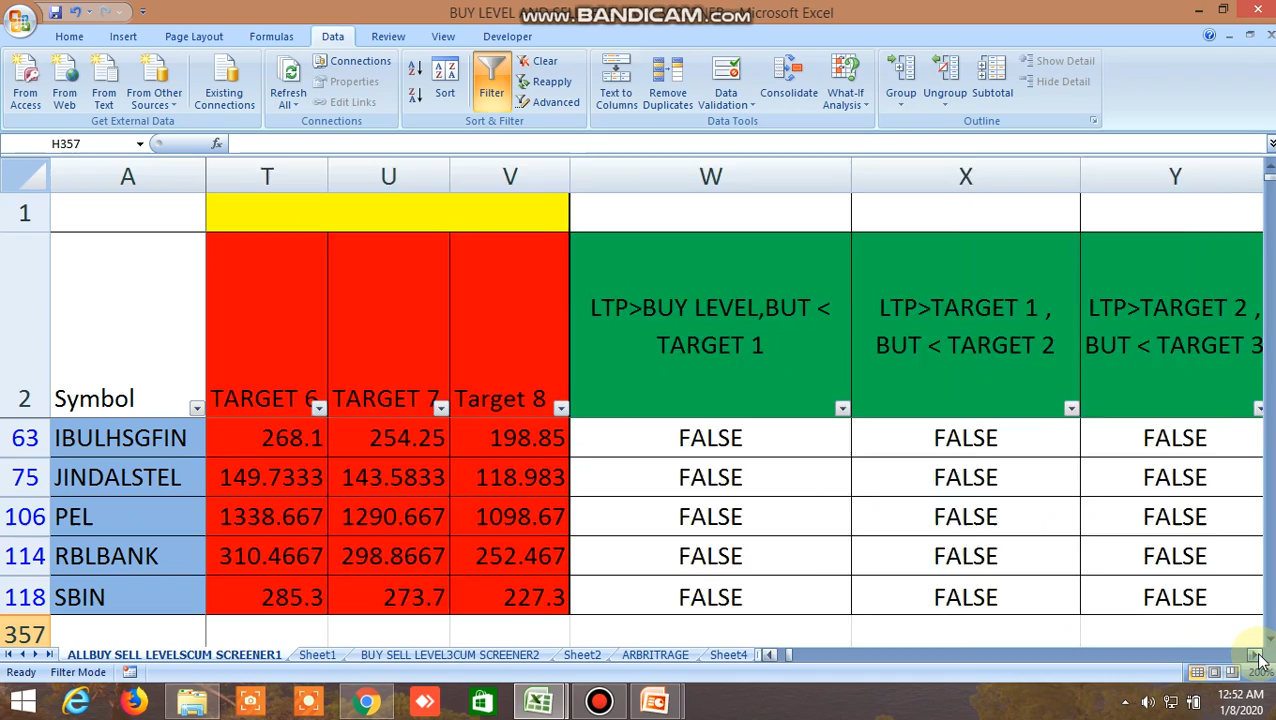 BUY LEVEL AND SEL
www.BANDICAM.com
- Microsoft Excel
Home Insert Page Layout Formulas Data Review View Developer
From Access
From Web
From Text
From Other Sources
Existing Connections
Get External Data
Refresh All
Connections
Properties
Edit Links
Connections
Sort
Filter
Clear
Reapply
Advanced
Sort & Filter
Text to Columns
Remove Duplicates
Data Validation
Consolidate
What-If Analysis
Data Tools
Group
Ungroup
Subtotal
Show Detail
Hide Detail
Outline
H357
fx
A T U V W X Y
1
2 Symbol TARGET 6 TARGET 7 Target 8
LTP>BUY LEVEL,BUT <
TARGET 1
LTP>TARGET 1 ,
BUT < TARGET 2
LTP>TARGET 2 ,
BUT < TARGET 3
63 IBULHSGFIN 268.1 254.25 198.85 FALSE FALSE FALSE
75 JINDALSTEL 149.7333 143.5833 118.983 FALSE FALSE FALSE
106 PEL 1338.667 1290.667 1098.67 FALSE FALSE FALSE
114 RBLBANK 310.4667 298.8667 252.467 FALSE FALSE FALSE
118 SBIN 285.3 273.7 227.3 FALSE FALSE FALSE
357
ALLBUY SELL LEVELSCUM SCREENER1 Sheet1 BUY SELL LEVEL3CUM SCREENER2 Sheet2 ARBRITRAGE Sheet4
Ready Filter Mode 200%
12:52 AM
1/8/2020